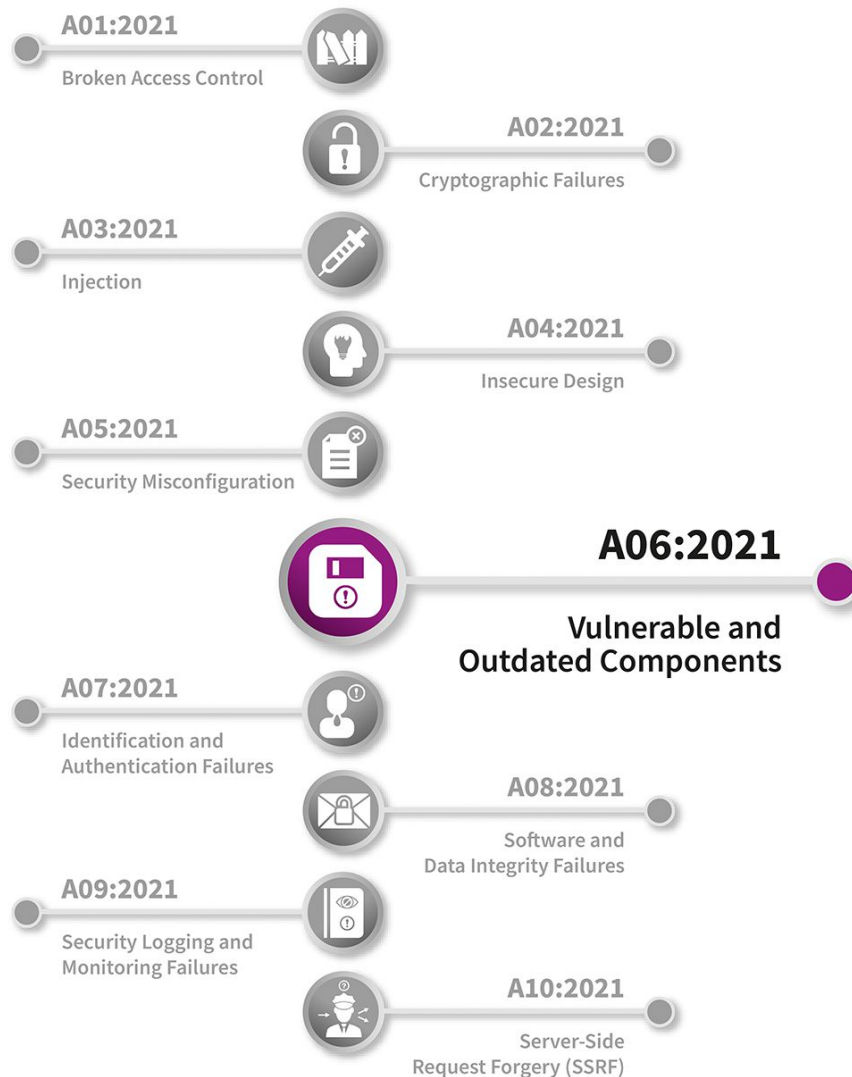 A01:2021
Broken Access Control
A02:2021
Cryptographic Failures
A03:2021
Injection
A04:2021
Insecure Design
A05:2021
Security Misconfiguration
A06:2021
Vulnerable and
Outdated Components
A07:2021
Identification and
Authentication Failures
A08:2021
Software and
Data Integrity Failures
A09:2021
Security Logging and
Monitoring Failures
A10:2021
Server-Side
Request Forgery (SSRF)